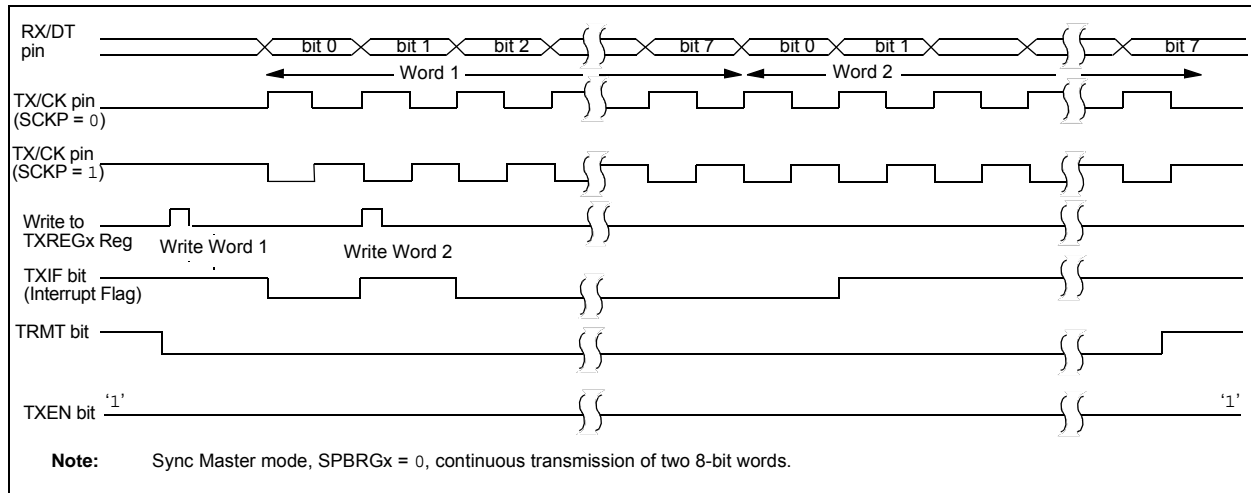 RX/DT
pin
bit 0 bit 1 bit 2 bit 7 bit 0 bit 1 bit 7
Word 1 Word 2
TX/CK pin
(SCKP = 0)
TX/CK pin
(SCKP = 1)
Write to
TXREGx Reg
Write Word 1 Write Word 2
TXIF bit
(Interrupt Flag)
TRMT bit
TXEN bit ‘1’ ‘1’
Note: Sync Master mode, SPBRGx = 0, continuous transmission of two 8-bit words.